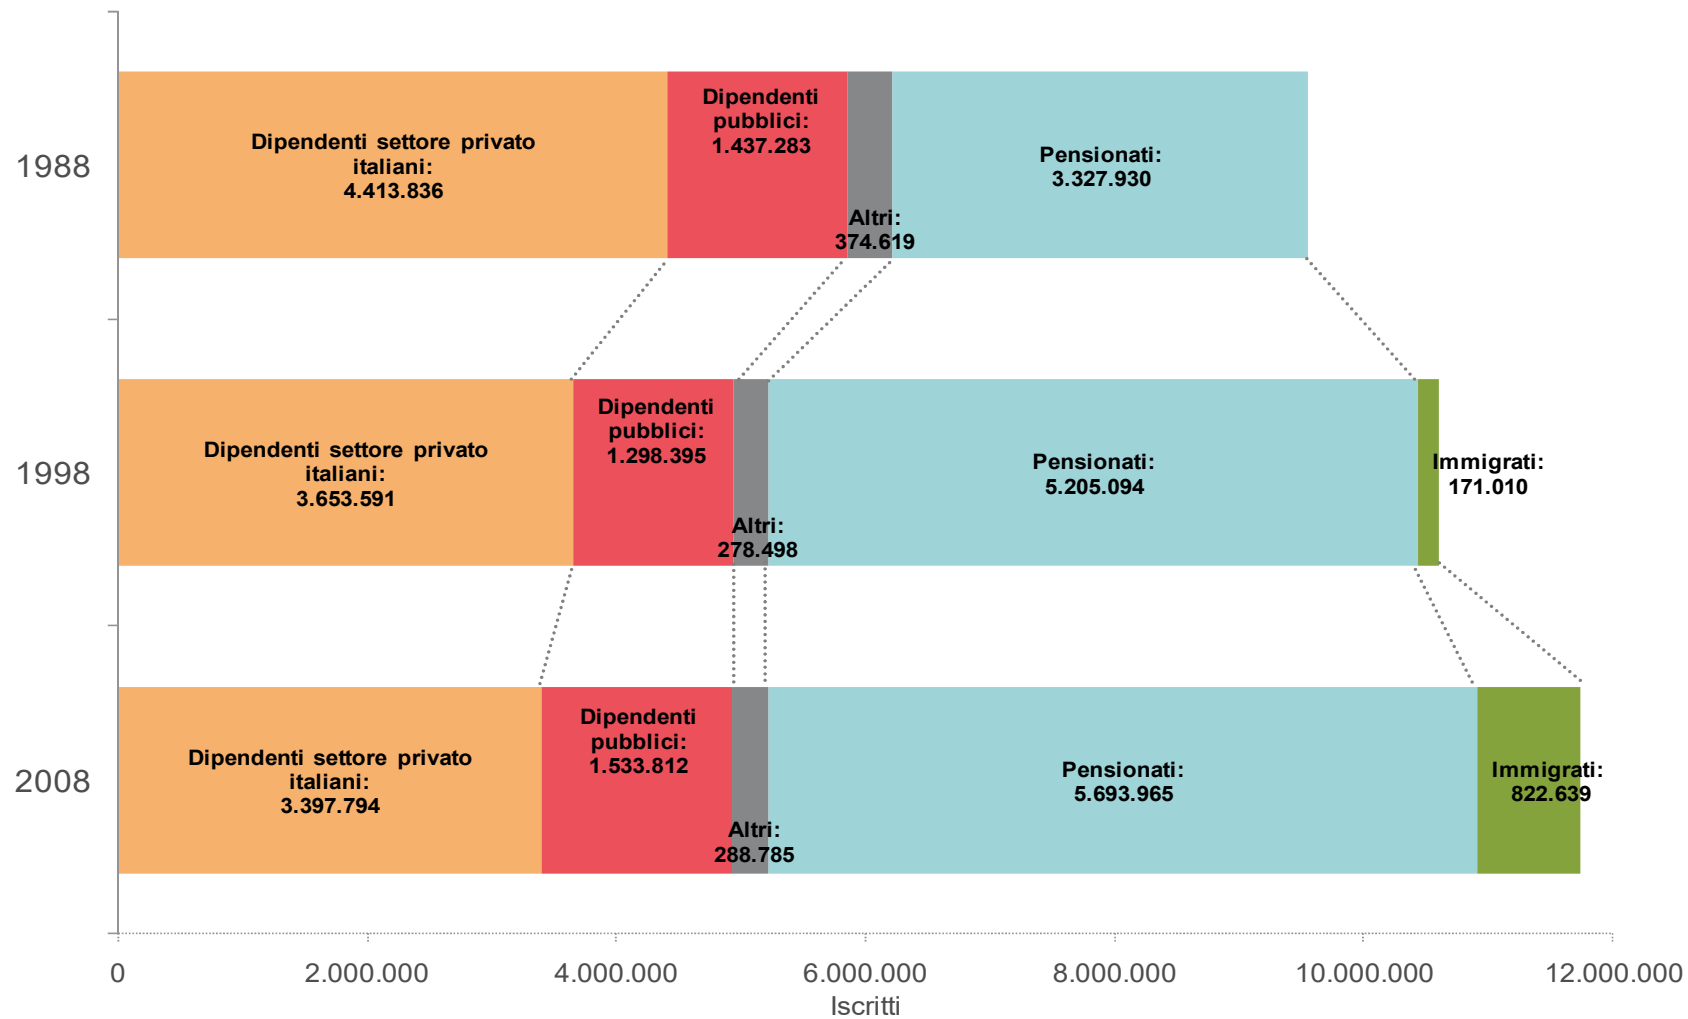 1988
Dipendenti settore privato
italiani:
4.413.836
Dipendenti
pubblici:
1.437.283
Altri:
374.619
Pensionati:
3.327.930
1998
Dipendenti settore privato
italiani:
3.653.591
Dipendenti
pubblici:
1.298.395
Altri:
278.498
Pensionati:
5.205.094
Immigrati:
171.010
2008
Dipendenti settore privato
italiani:
3.397.794
Dipendenti
pubblici:
1.533.812
Altri:
288.785
Pensionati:
5.693.965
Immigrati:
822.639
0 2.000.000 4.000.000 6.000.000 8.000.000 10.000.000 12.000.000
Iscritti